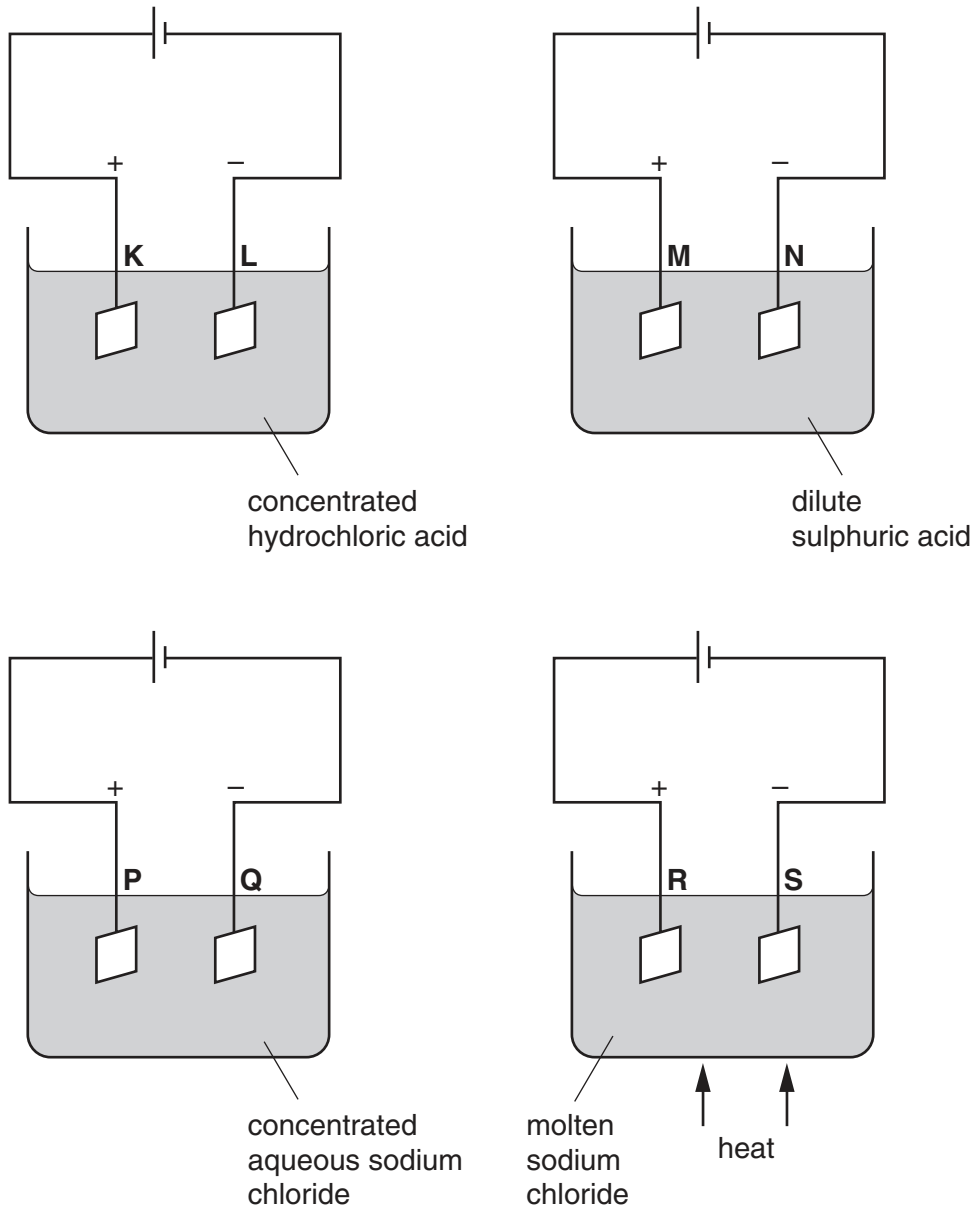 + –
+ –
K L
M N
concentrated
hydrochloric acid
dilute
sulphuric acid
+ –
+ –
P Q
R S
concentrated
aqueous sodium
chloride
molten
sodium
chloride
heat